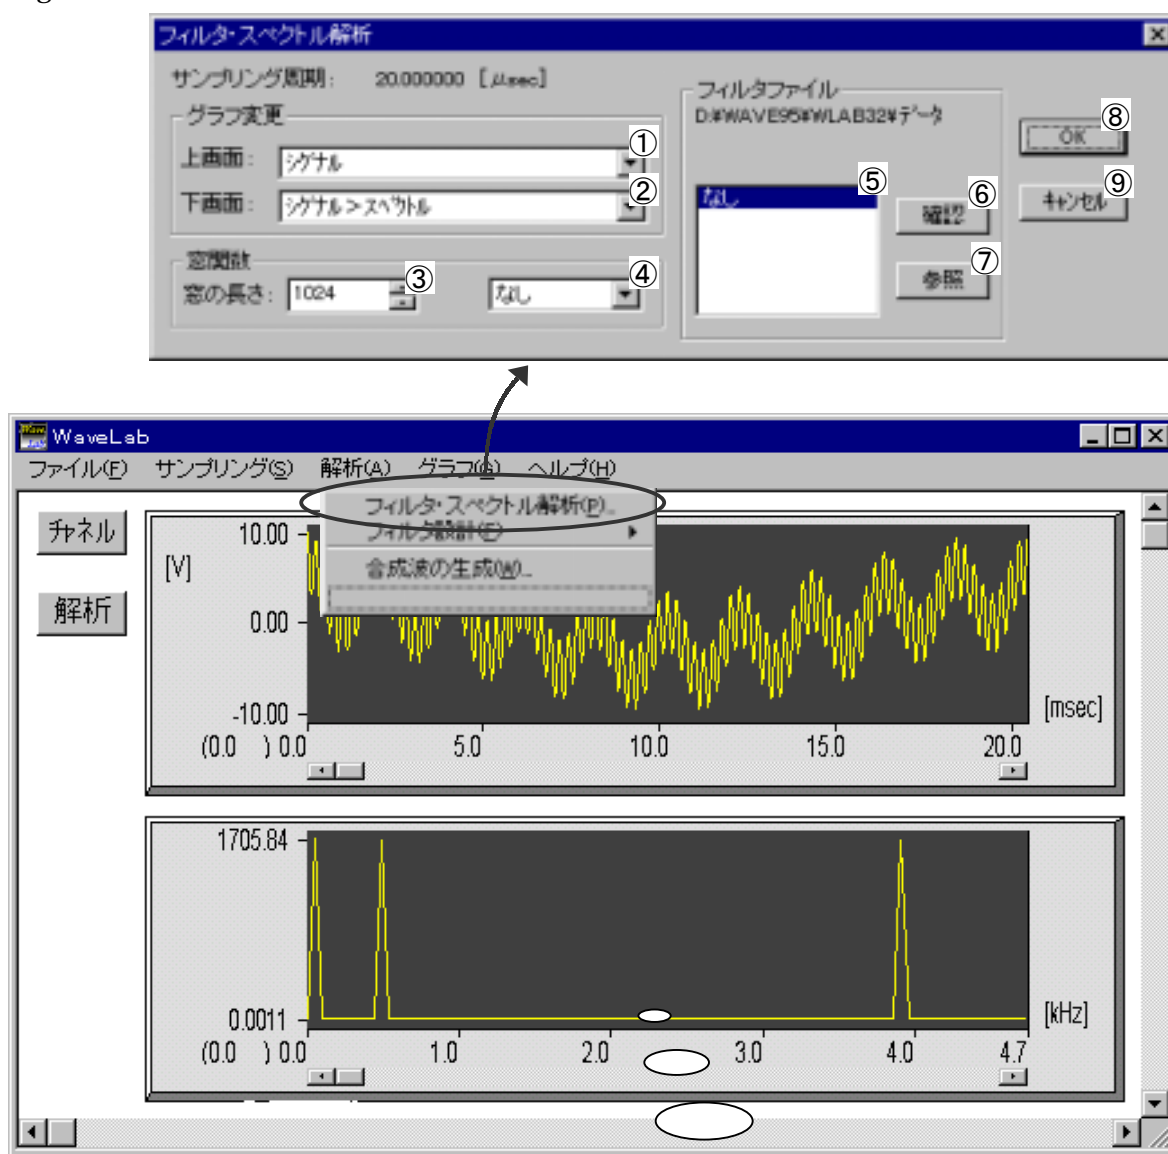 フィルタ・スペクトル解析
サンプリング周期: 20.000000 [μsec]
グラフ変更
上画面: シグナル ①
下画面: シグナル>スペクトル ②
窓関数
窓の長さ: 1024 ③ なし ④
フィルタファイル
D:¥WAVE95¥WLAB32¥データ
なし ⑤
確認 ⑥
参照 ⑦
OK ⑧
キャンセル ⑨
WaveLab
ファイル(F) サンプリング(S) 解析(A) グラフ(G) ヘルプ(H)
フィルタ・スペクトル解析(P)...
フィルタ設計(F)
合成波の生成(W)...
チャネル
解析
10.00
[V]
0.00
-10.00
[msec]
(0.0 ) 0.0 5.0 10.0 15.0 20.0
1705.84
0.0011
[kHz]
(0.0 ) 0.0 1.0 2.0 3.0 4.0 4.7